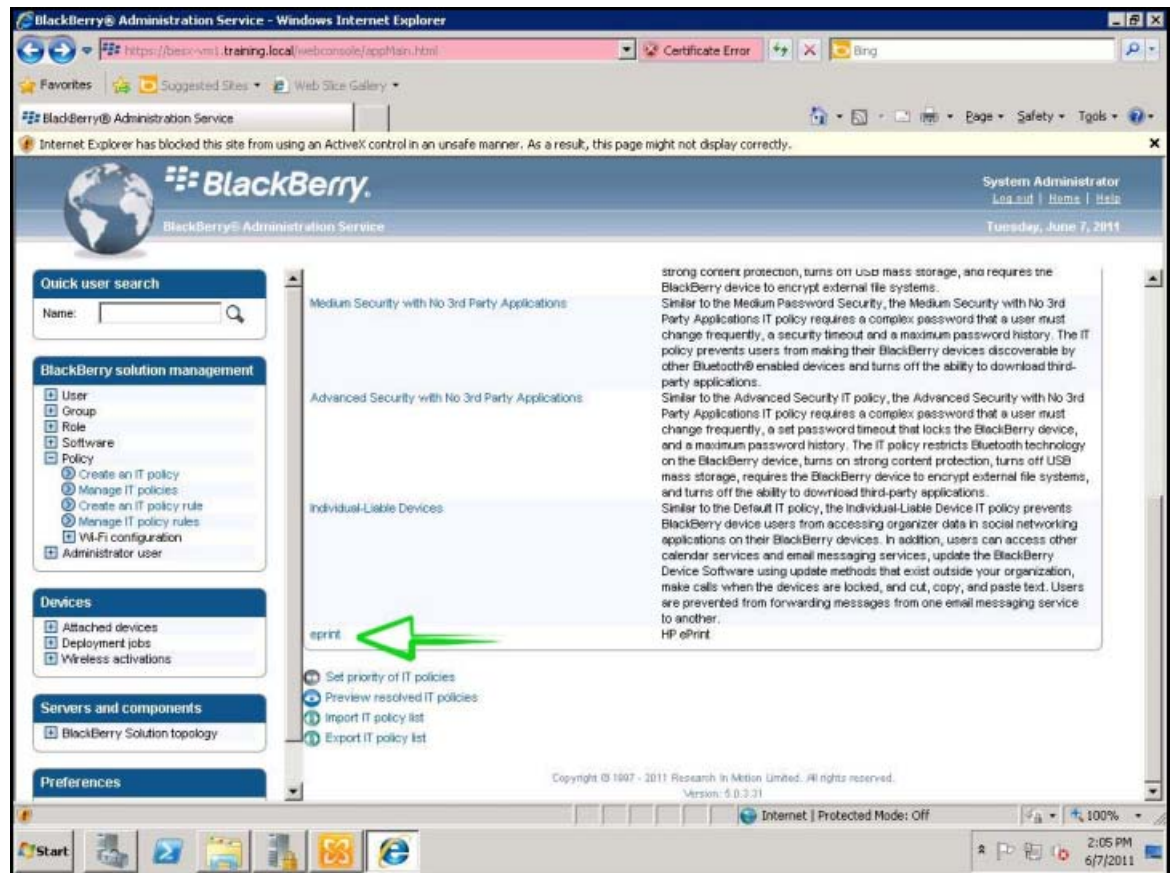 BlackBerry® Administration Service - Windows Internet Explorer
https://besx-vm1.training.local/webconsole/appMain.html
Certificate Error
Bing
Favorites
Suggested Sites
Web Slice Gallery
BlackBerry® Administration Service
Page
Safety
Tools
Internet Explorer has blocked this site from using an ActiveX control in an unsafe manner. As a result, this page might not display correctly.
BlackBerry.
BlackBerry® Administration Service
System Administrator
Log out | Home | Help
Tuesday, June 7, 2011
Quick user search
Name:
BlackBerry solution management
User
Group
Role
Software
Policy
Create an IT policy
Manage IT policies
Create an IT policy rule
Manage IT policy rules
Wi-Fi configuration
Administrator user
Devices
Attached devices
Deployment jobs
Wireless activations
Servers and components
BlackBerry Solution topology
Preferences
strong content protection, turns off USB mass storage, and requires the
BlackBerry device to encrypt external file systems.
Medium Security with No 3rd Party Applications
Similar to the Medium Password Security, the Medium Security with No 3rd
Party Applications IT policy requires a complex password that a user must
change frequently, a security timeout and a maximum password history. The IT
policy prevents users from making their BlackBerry devices discoverable by
other Bluetooth® enabled devices and turns off the ability to download third-
party applications.
Advanced Security with No 3rd Party Applications
Similar to the Advanced Security IT policy, the Advanced Security with No 3rd
Party Applications IT policy requires a complex password that a user must
change frequently, a set password timeout that locks the BlackBerry device,
and a maximum password history. The IT policy restricts Bluetooth technology
on the BlackBerry device, turns on strong content protection, turns off USB
mass storage, requires the BlackBerry device to encrypt external file systems,
and turns off the ability to download third-party applications.
Individual-Liable Devices
Similar to the Default IT policy, the Individual-Liable Device IT policy prevents
BlackBerry device users from accessing organizer data in social networking
applications on their BlackBerry devices. In addition, users can access other
calendar services and email messaging services, update the BlackBerry
Device Software using update methods that exist outside your organization,
make calls when the devices are locked, and cut, copy, and paste text. Users
are prevented from forwarding messages from one email messaging service
to another.
eprint
HP ePrint
Set priority of IT policies
Preview resolved IT policies
Import IT policy list
Export IT policy list
Copyright © 1997 - 2011 Research In Motion Limited. All rights reserved.
Version: 5.0.3.31
Internet | Protected Mode: Off
100%
Start
2:05 PM
6/7/2011